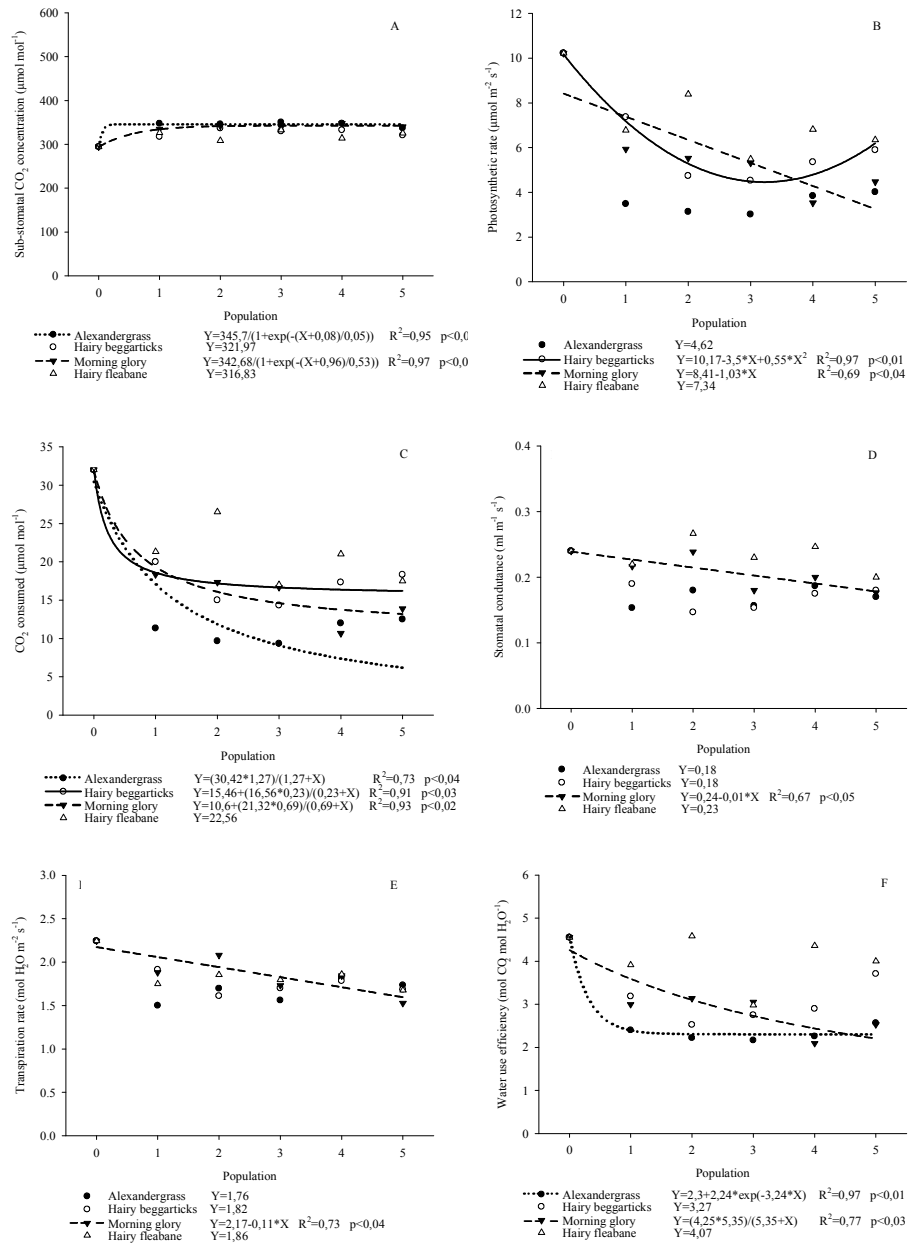 A
Sub-stomatal CO2 concentration (μmol mol-1)
600
500
400
300
200
100
0
0 1 2 3 4 5
Population
Alexandergrass Y=345,7/(1+exp(-(X+0,08)/0,05)) R2=0,95 p<0,0
Hairy beggarticks Y=321,97
Morning glory Y=342,68/(1+exp(-(X+0,96)/0,53)) R2=0,97 p<0,0
Hairy fleabane Y=316,83
B
Photosynthetic rate (μmol m-2 s-1)
12
10
8
6
4
2
0
0 1 2 3 4 5
Population
Alexandergrass Y=4,62
Hairy beggarticks Y=10,17-3,5*X+0,55*X2 R2=0,97 p<0,01
Morning glory Y=8,41-1,03*X R2=0,69 p<0,04
Hairy fleabane Y=7,34
C
CO2 consumed (μmol mol-1)
35
30
25
20
15
10
5
0
0 1 2 3 4 5
Population
Alexandergrass Y=(30,42*1,27)/(1,27+X) R2=0,73 p<0,04
Hairy beggarticks Y=15,46+(16,56*0,23)/(0,23+X) R2=0,91 p<0,03
Morning glory Y=10,6+(21,32*0,69)/(0,69+X) R2=0,93 p<0,02
Hairy fleabane Y=22,56
D
Stomatal condutance (ml m-1 s-1)
0.4
0.3
0.2
0.1
0.0
0 1 2 3 4 5
Population
Alexandergrass Y=0,18
Hairy beggarticks Y=0,18
Morning glory Y=0,24-0,01*X R2=0,67 p<0,05
Hairy fleabane Y=0,23
E
Transpiration rate (mol H2O m-2 s-1)
3.0
2.5
2.0
1.5
1.0
0.5
0.0
0 1 2 3 4 5
Population
Alexandergrass Y=1,76
Hairy beggarticks Y=1,82
Morning glory Y=2,17-0,11*X R2=0,73 p<0,04
Hairy fleabane Y=1,86
F
Water use efficiency (mol CO2 mol H2O-1)
6
5
4
3
2
1
0
0 1 2 3 4 5
Population
Alexandergrass Y=2,3+2,24*exp(-3,24*X) R2=0,97 p<0,01
Hairy beggarticks Y=3,27
Morning glory Y=(4,25*5,35)/(5,35+X) R2=0,77 p<0,03
Hairy fleabane Y=4,07